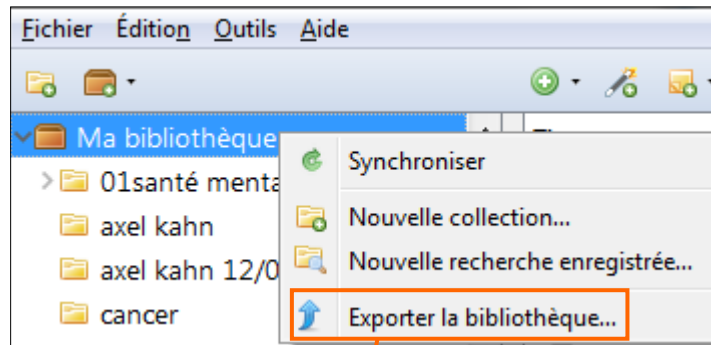 Fichier Édition Outils Aide
Ma bibliothèque
Synchroniser
01santé
Nouvelle collection...
axel kahn
Nouvelle recherche enregistrée...
axel kahn 12/0
cancer
Exporter la bibliothèque...